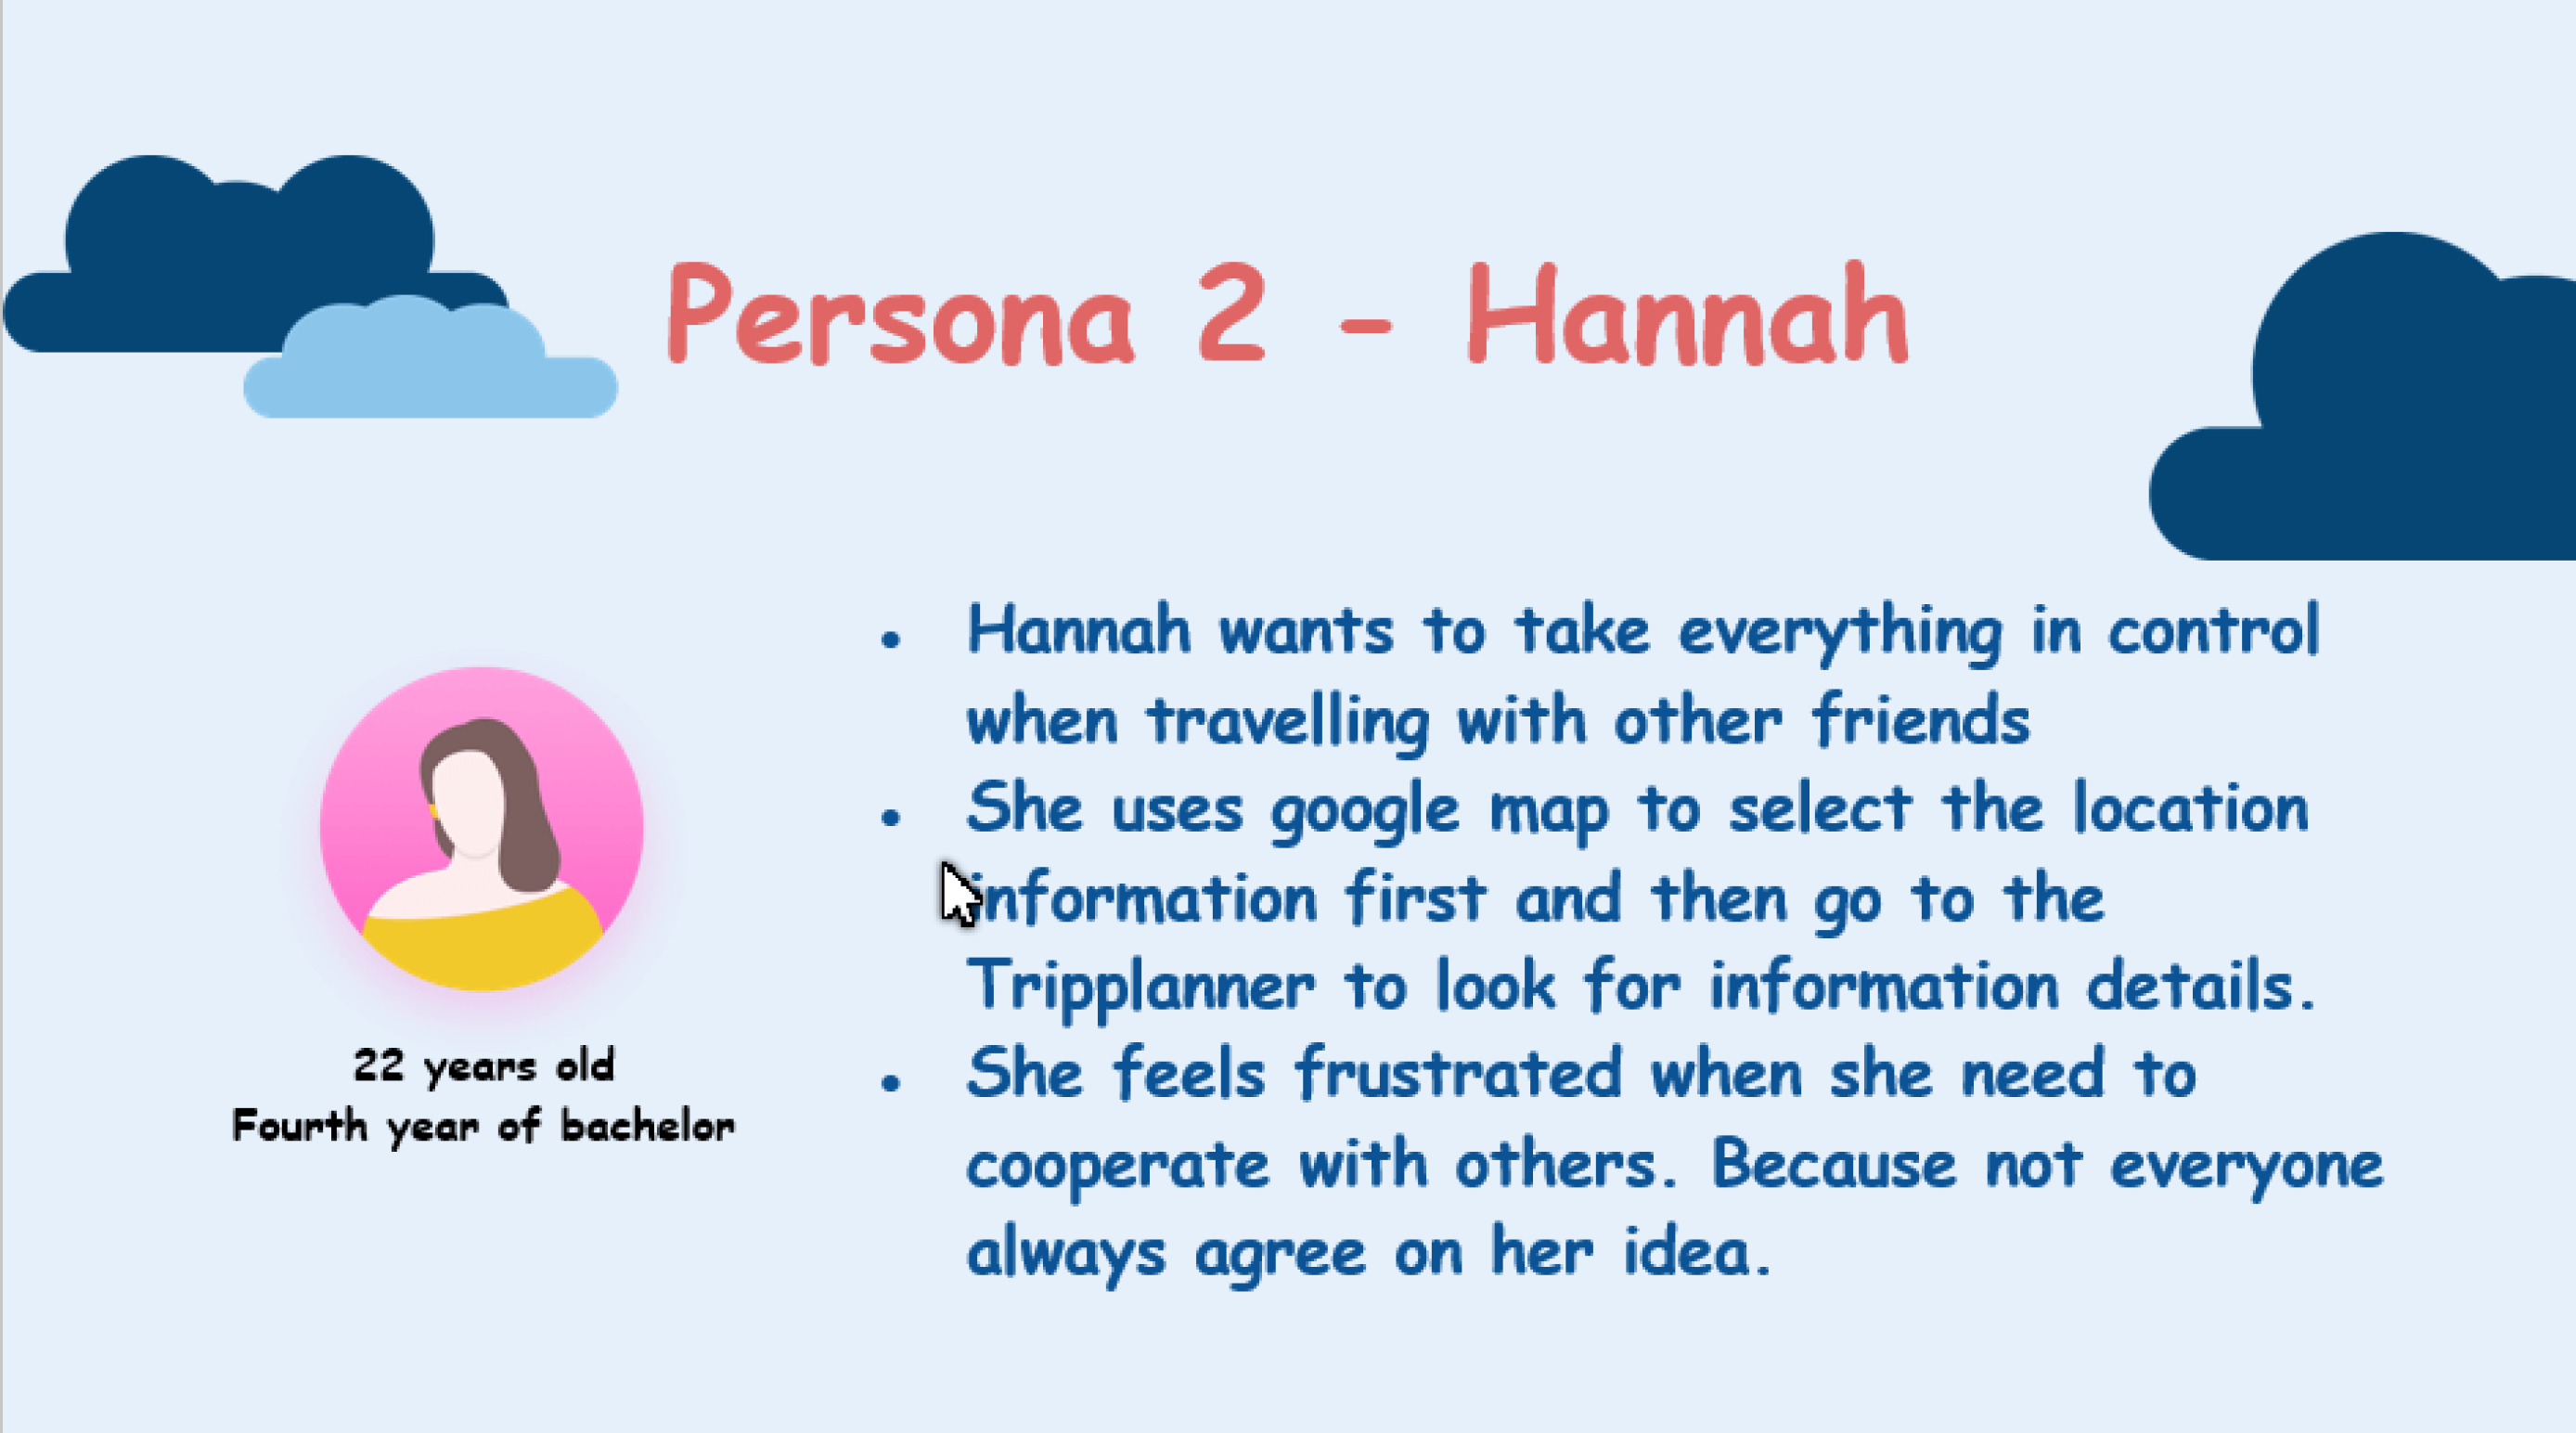 Persona 2 - Hannah
22 years old
Fourth year of bachelor
• Hannah wants to take everything in control
when travelling with other friends
• She uses google map to select the location
information first and then go to the
Tripplanner to look for information details.
• She feels frustrated when she need to
cooperate with others. Because not everyone
always agree on her idea.